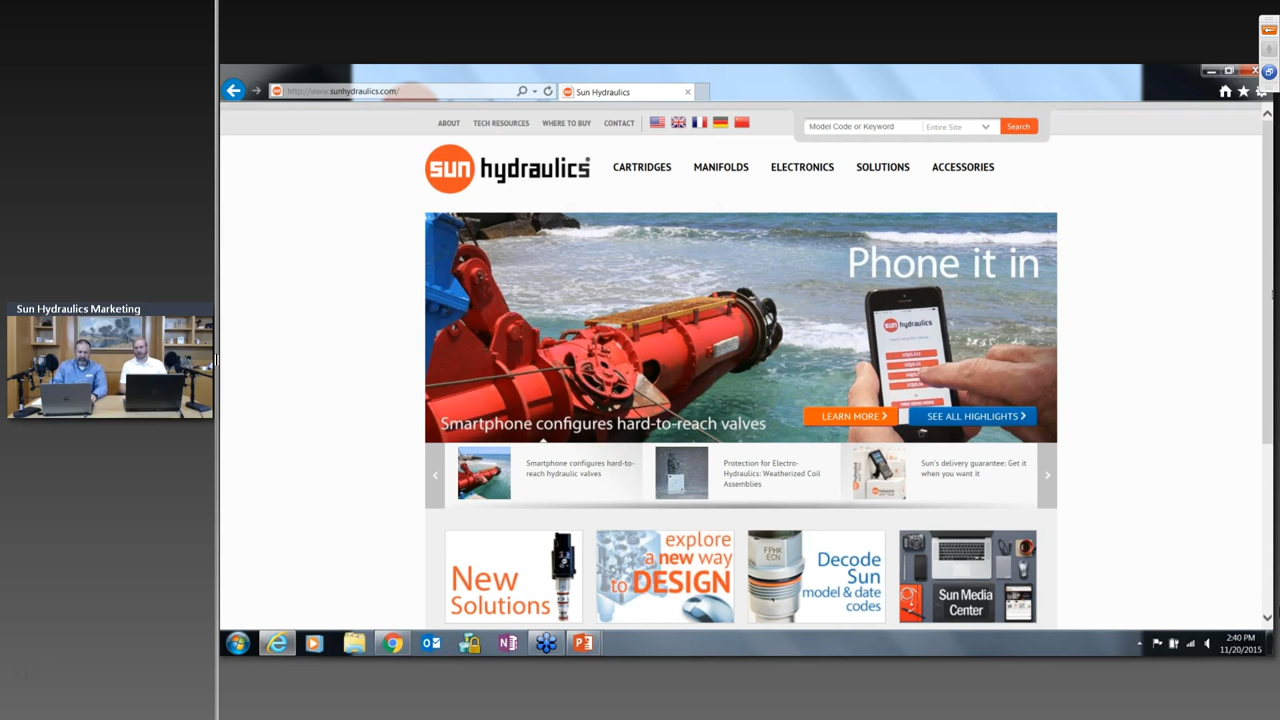 http://www.sunhydraulics.com/
Sun Hydraulics
ABOUT
TECH RESOURCES
WHERE TO BUY
CONTACT
Model Code or Keyword
Entire Site
Search
sun hydraulics
CARTRIDGES
MANIFOLDS
ELECTRONICS
SOLUTIONS
ACCESSORIES
Phone it in
sun hydraulics
Smartphone configures hard-to-reach valves
LEARN MORE
SEE ALL HIGHLIGHTS
Sun Hydraulics Marketing
Smartphone configures hard-to-
reach hydraulic valves
Protection for Electro-
Hydraulics: Weatherized Coil
Assemblies
Sun's delivery guarantee: Get it
when you want it
New
Solutions
explore
a new way
to DESIGN
FPHK
ECN
Decode
Sun
model & date
codes
Sun Media
Center
2:40 PM
11/20/2015